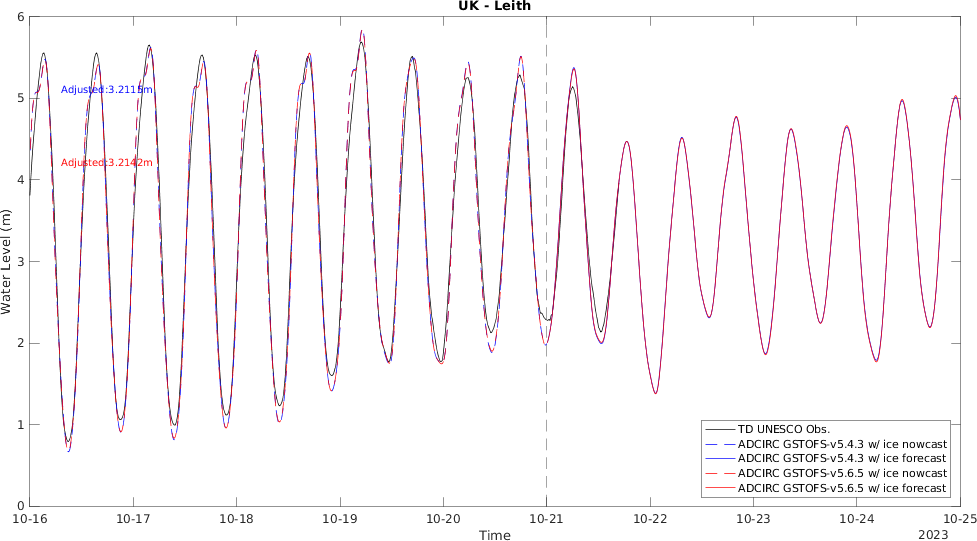 UK - Leith
Water Level (m)
6
5
4
3
2
1
0
Adjusted:3.2115m
Adjusted:3.2142m
TD UNESCO Obs.
ADCIRC GSTOFS-v5.4.3 w/ ice nowcast
ADCIRC GSTOFS-v5.4.3 w/ ice forecast
ADCIRC GSTOFS-v5.6.5 w/ ice nowcast
ADCIRC GSTOFS-v5.6.5 w/ ice forecast
10-16 10-17 10-18 10-19 10-20 10-21 10-22 10-23 10-24 10-25
Time
2023